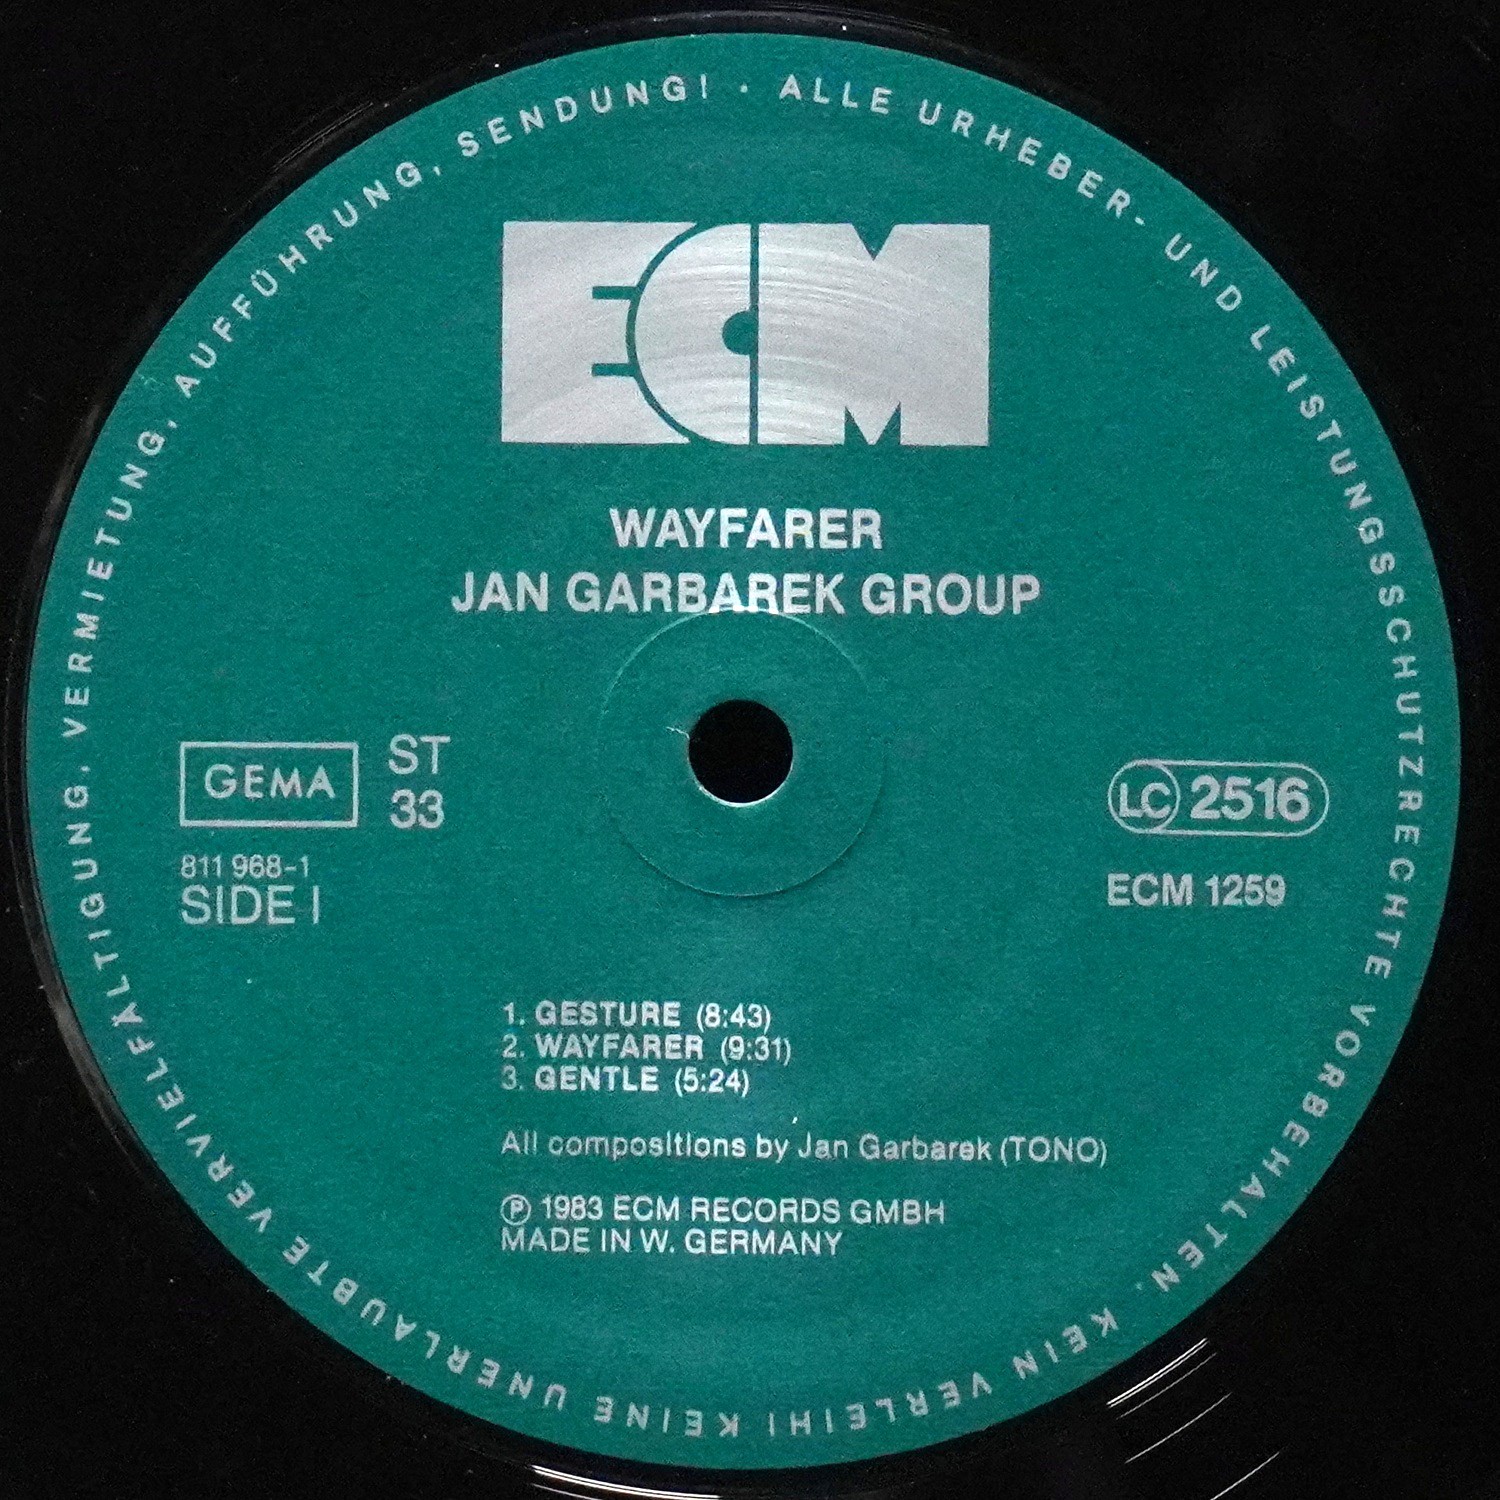 ALLE URHEBER- UND LEISTUNGSSCHUTZRECHTE VORBEHALTEN. KEIN VERLEIH! KEINE UNERLAUBTE VERVIELFÄLTIGUNG, VERMIETUNG, AUFFÜHRUNG, SENDUNG! ·
ECM
WAYFARER
JAN GARBAREK GROUP
GEMA
ST
33
811 968-1
SIDE I
LC 2516
ECM 1259
1. GESTURE (8:43)
2. WAYFARER (9:31)
3. GENTLE (5:24)
All compositions by Jan Garbarek (TONO)
Ⓟ 1983 ECM RECORDS GMBH
MADE IN W. GERMANY